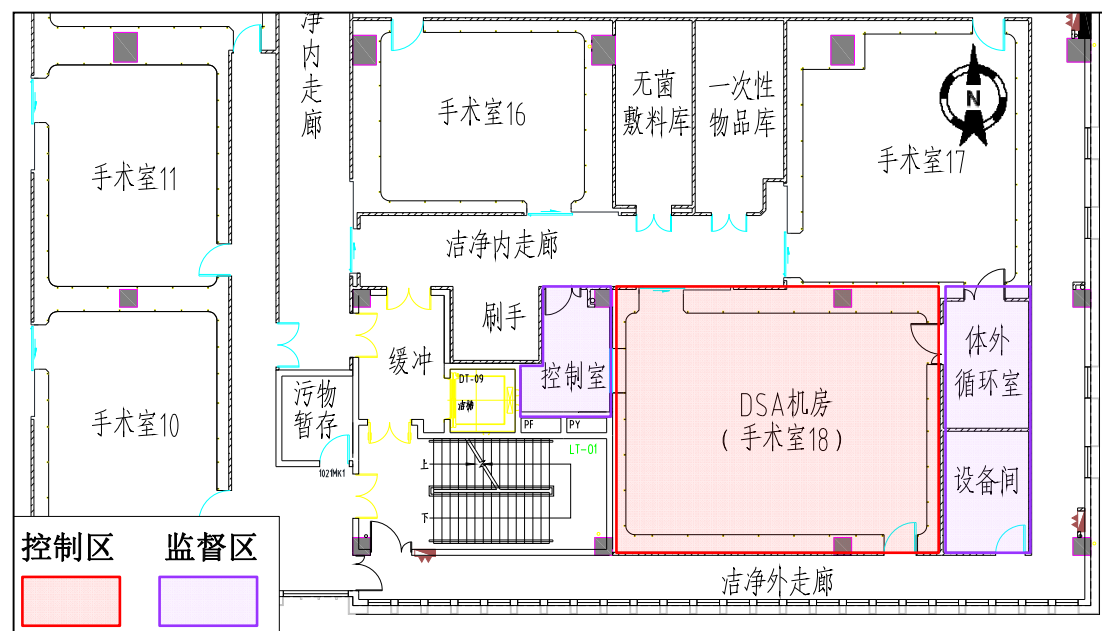 净
内
走
廊
手术室16
无菌
敷料库
一次性
物品库
N
手术室17
手术室11
洁净内走廊
刷手
缓冲
控制室
体外
循环室
DT-09
洁梯
污物
暂存
DSA机房
（手术室18）
手术室10
PF
PY
LT-01
上
下
1021MK1
设备间
控制区
监督区
洁净外走廊